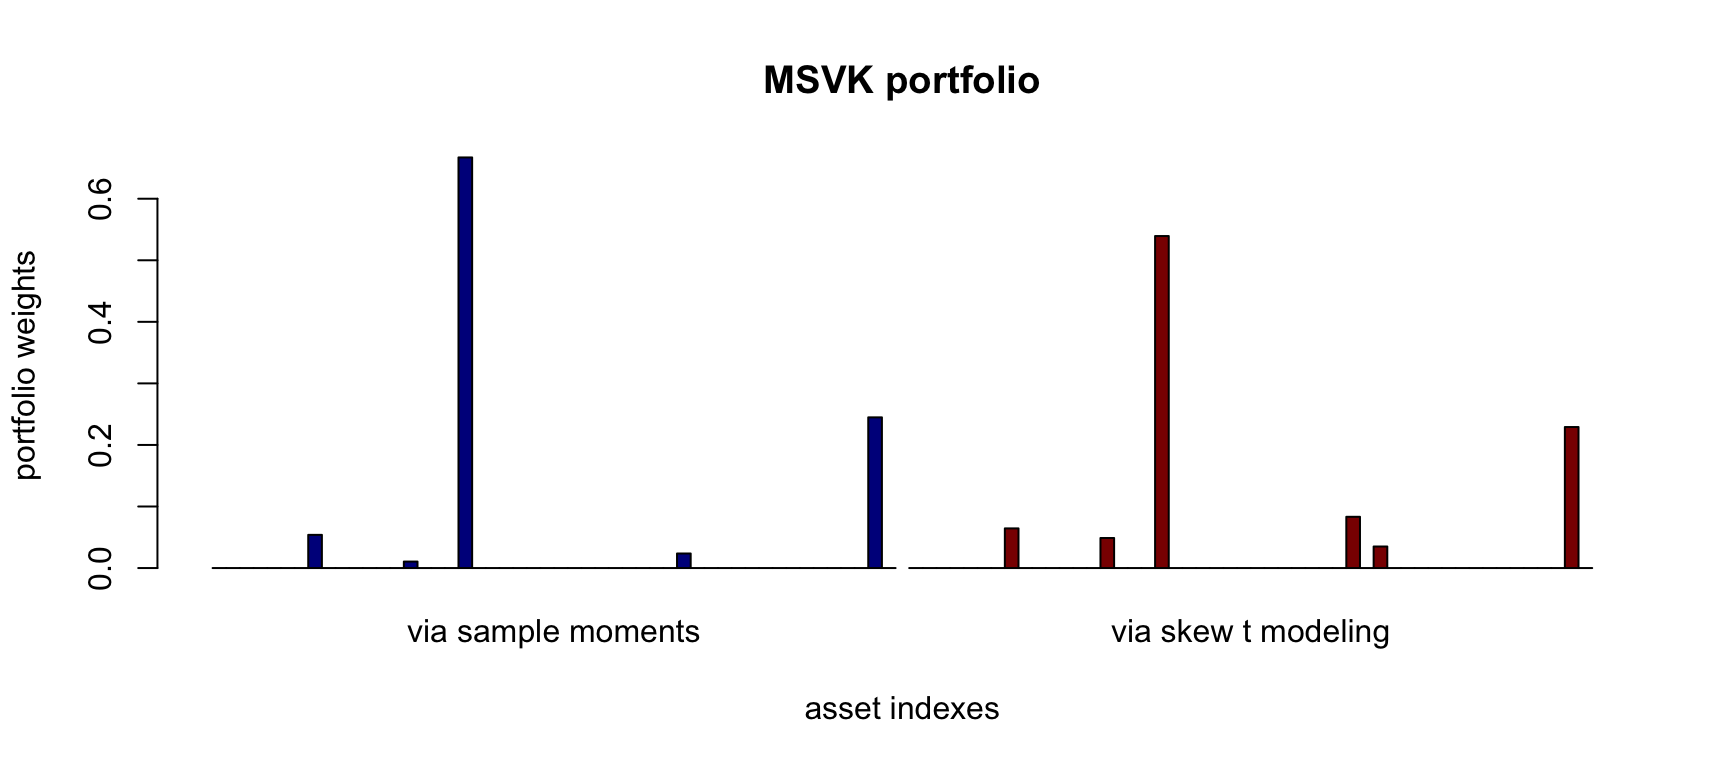 MSVK portfolio
portfolio weights
0.6
0.4
0.2
0.0
via sample moments
via skew t modeling
asset indexes